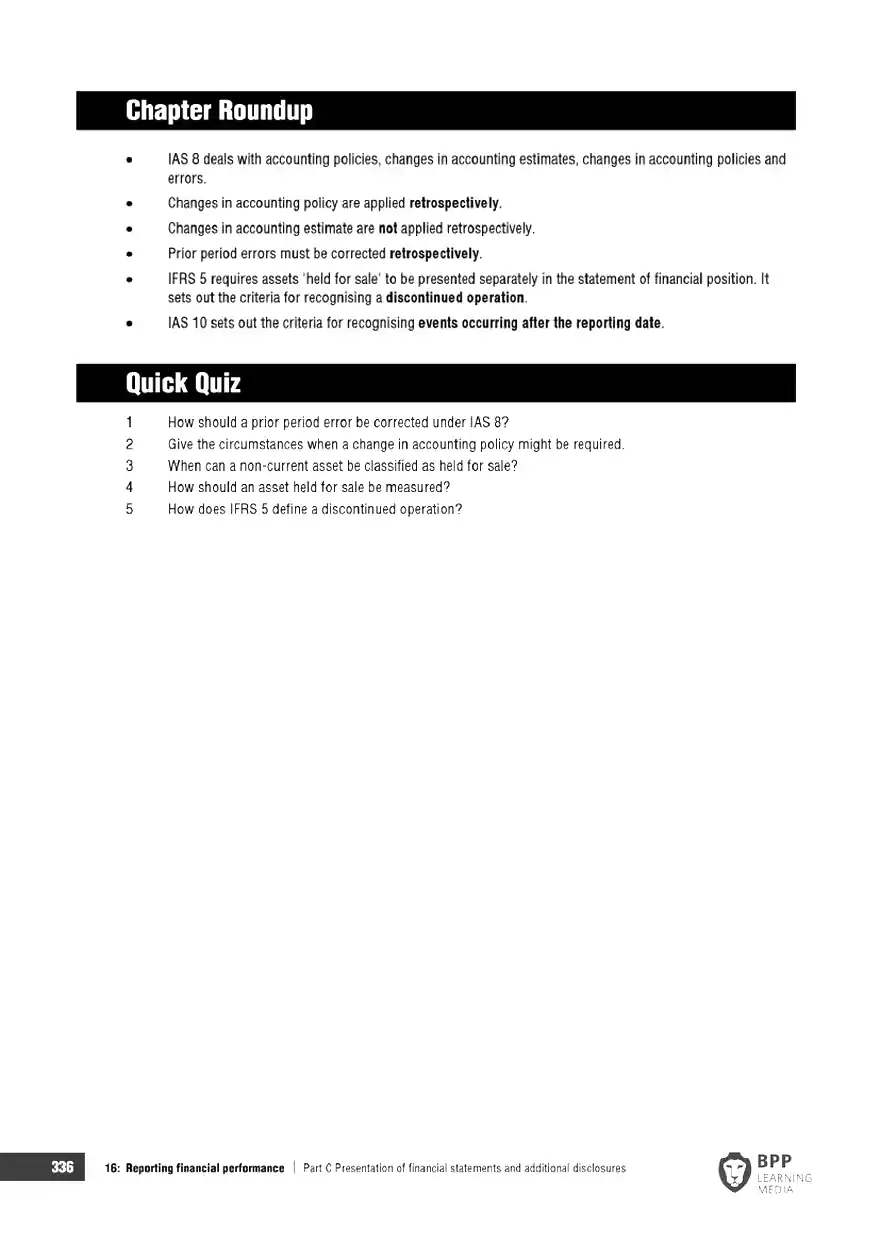 Chapter Roundup
• IAS 8 deals with accounting policies, changes in accounting estimates, changes in accounting policies and
errors.
• Changes in accounting policy are applied retrospectively.
• Changes in accounting estimate are not applied retrospectively.
• Prior period errors must be corrected retrospectively.
• IFRS 5 requires assets 'held for sale' to be presented separately in the statement of financial position. It
sets out the criteria for recognising a discontinued operation.
• IAS 10 sets out the criteria for recognising events occurring after the reporting date.
Quick Quiz
1 How should a prior period error be corrected under IAS 8?
2 Give the circumstances when a change in accounting policy might be required.
3 When can a non-current asset be classified as held for sale?
4 How should an asset held for sale be measured?
5 How does IFRS 5 define a discontinued operation?
336 16: Reporting financial performance | Part C Presentation of financial statements and additional disclosures
BPP
LEARNING
MEDIA